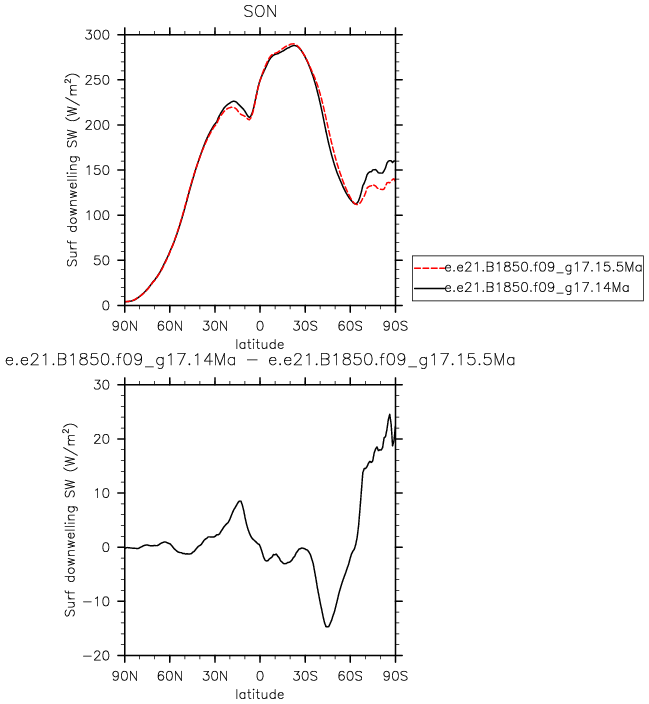 SON
300
250
200
150
100
50
0
Surf downwelling SW (W/m²)
90N 60N 30N 0 30S 60S 90S
latitude
e.e21.B1850.f09_g17.15.5Ma
e.e21.B1850.f09_g17.14Ma
e.e21.B1850.f09_g17.14Ma – e.e21.B1850.f09_g17.15.5Ma
30
20
10
0
-10
-20
Surf downwelling SW (W/m²)
90N 60N 30N 0 30S 60S 90S
latitude